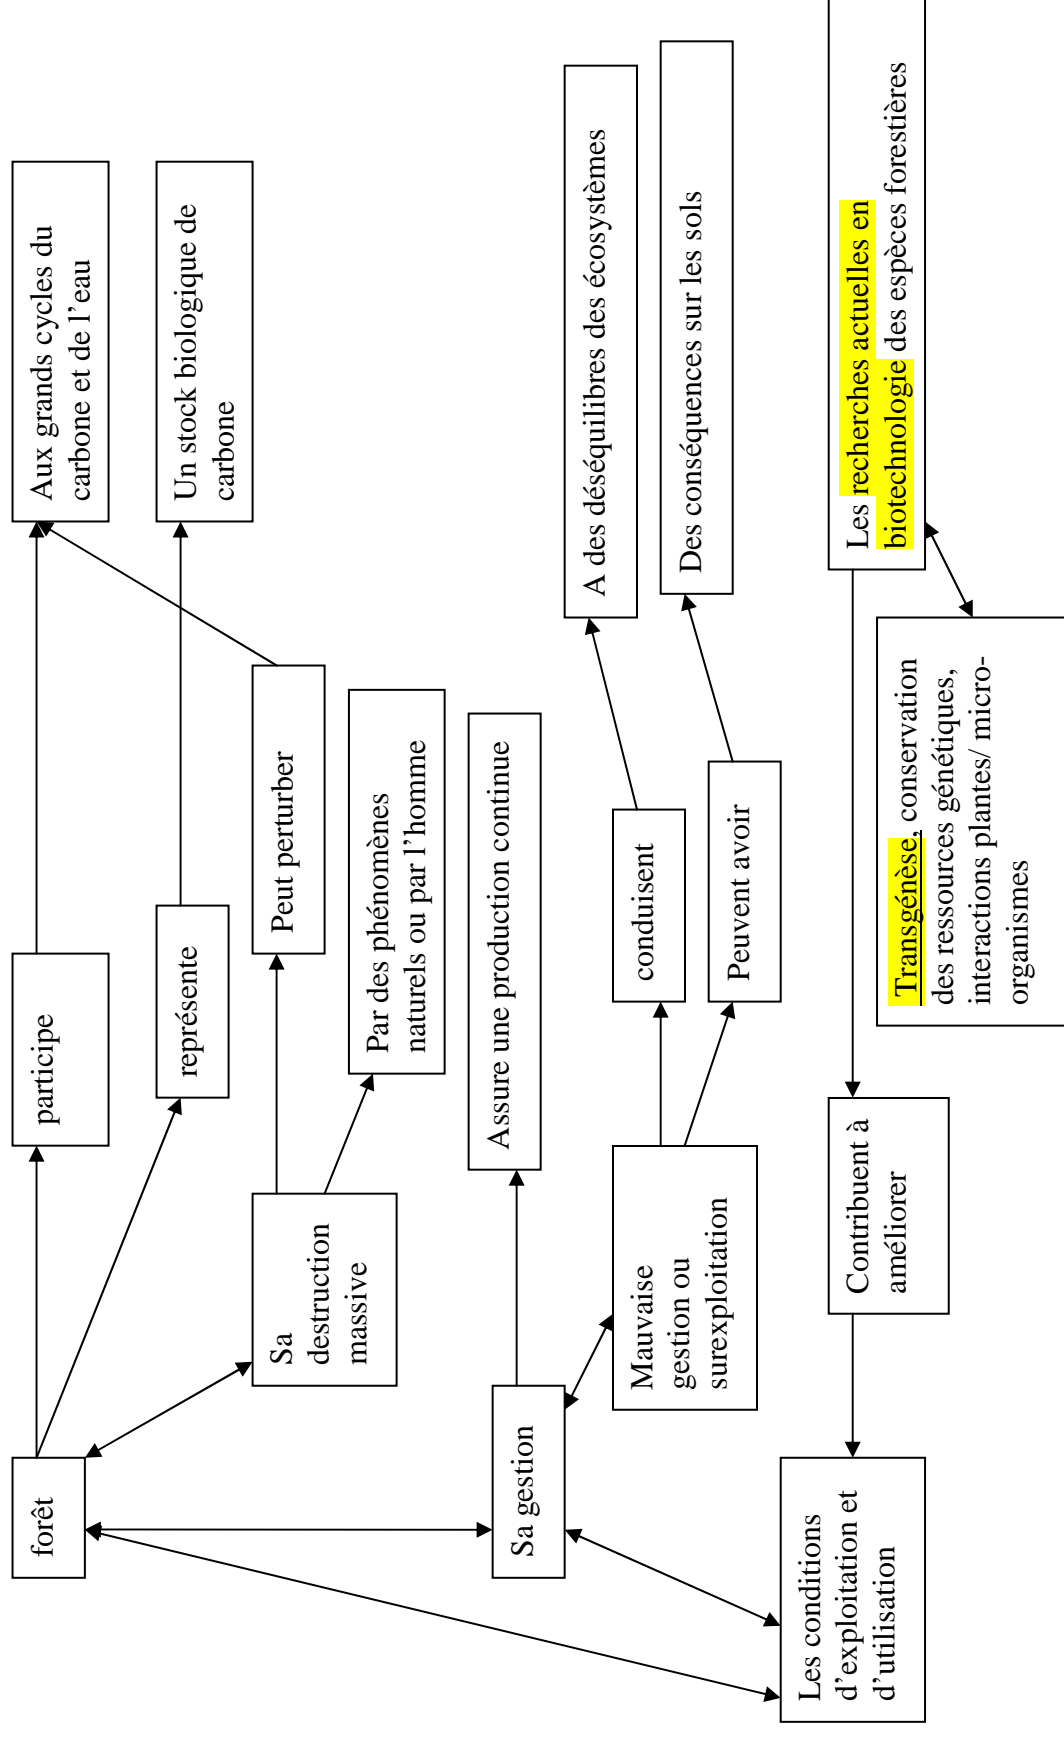 forêt
participe
Aux grands cycles du
carbone et de l'eau
représente
Un stock biologique de
carbone
Sa
destruction
massive
Peut perturber
Par des phénomènes
naturels ou par l'homme
Sa gestion
Assure une production continue
Mauvaise
gestion ou
surexploitation
conduisent
A des déséquilibres des écosystèmes
Peuvent avoir
Des conséquences sur les sols
Les conditions
d'exploitation et
d'utilisation
Contribuent à
améliorer
Les recherches actuelles en
biotechnologie des espèces forestières
Transgénèse, conservation
des ressources génétiques,
interactions plantes/ micro-
organismes